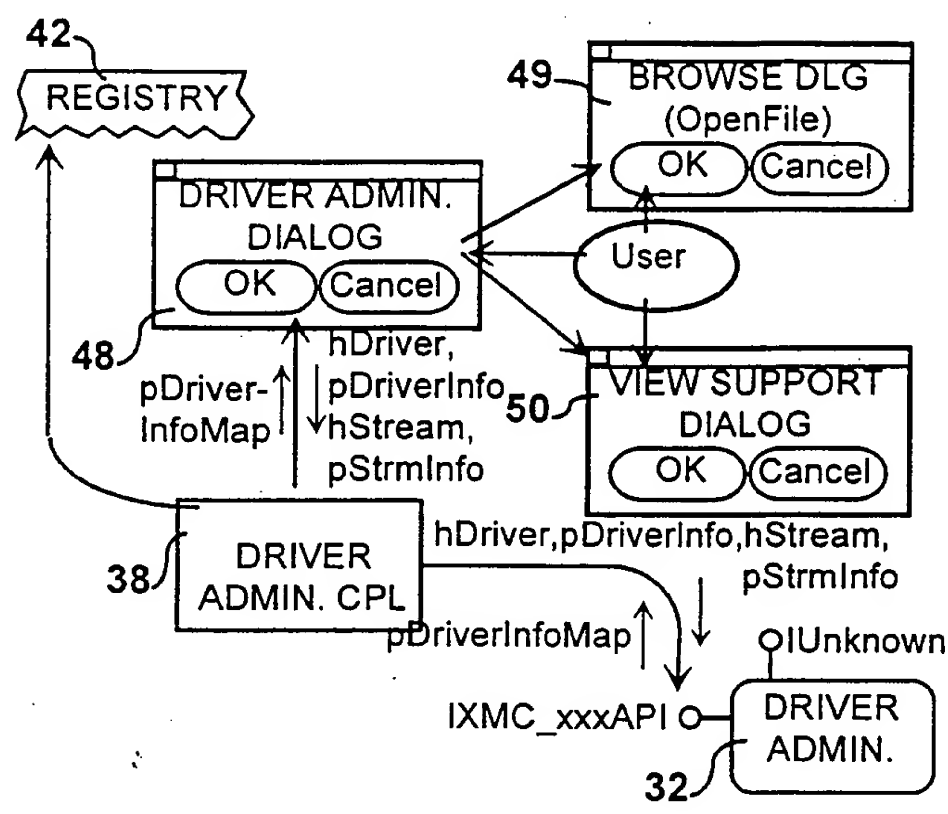 42
REGISTRY
49
BROWSE DLG
(OpenFile)
OK
Cancel
DRIVER ADMIN.
DIALOG
OK
Cancel
48
User
50
VIEW SUPPORT
DIALOG
OK
Cancel
pDriver-
InfoMap
hDriver,
pDriverInfo
hStream,
pStrmInfo
38
DRIVER
ADMIN. CPL
hDriver,pDriverInfo,hStream,
pStrmInfo
pDriverInfoMap
IUnknown
IXMC_xxxAPI
DRIVER
ADMIN.
32